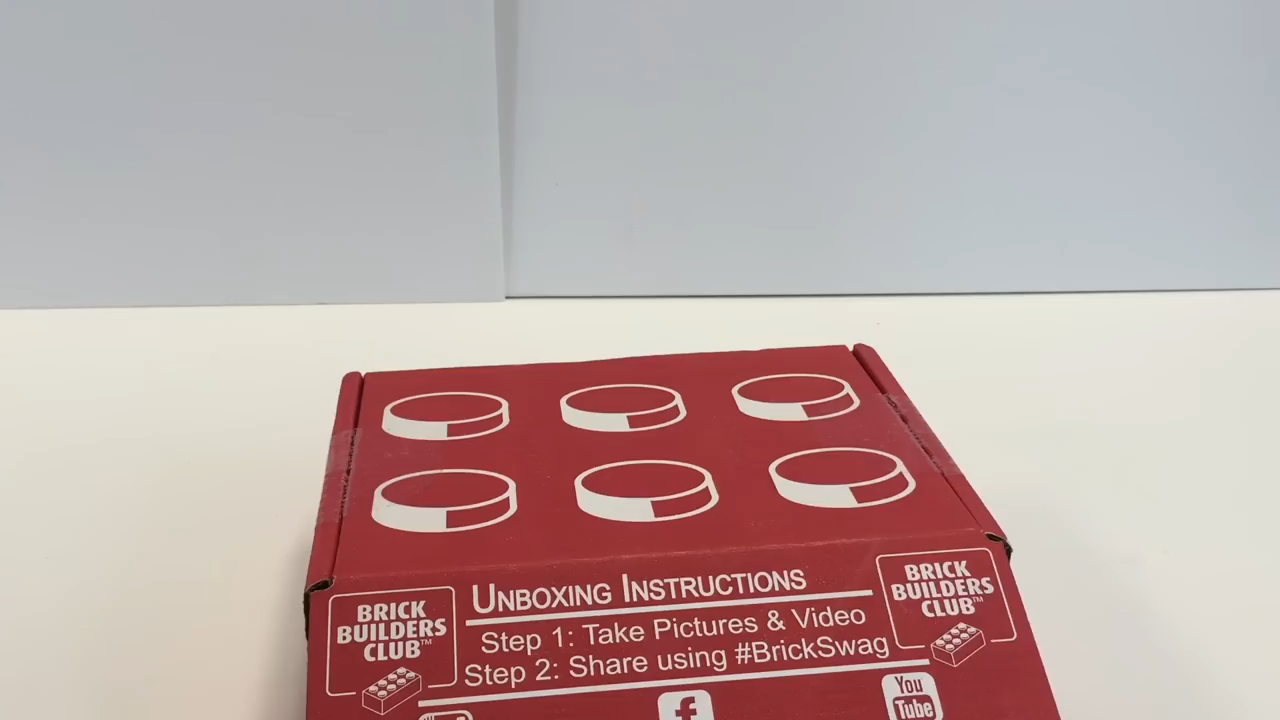 UNBOXING INSTRUCTIONS
Step 1: Take Pictures & Video
Step 2: Share using #BrickSwag
BRICK
BUILDERS
CLUB™
BRICK
BUILDERS
CLUB™
f
You
Tube